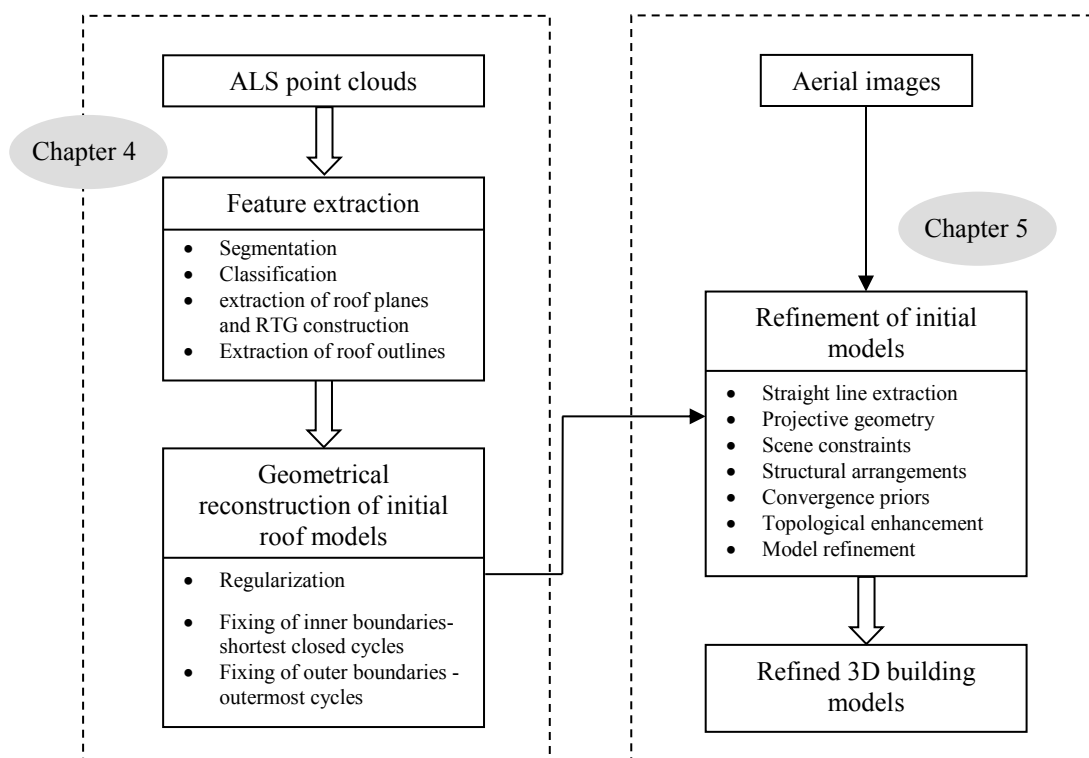 ALS point clouds
Chapter 4
Feature extraction
• Segmentation
• Classification
• extraction of roof planes
and RTG construction
• Extraction of roof outlines
Geometrical
reconstruction of initial
roof models
• Regularization
• Fixing of inner boundaries-
shortest closed cycles
• Fixing of outer boundaries -
outermost cycles
Aerial images
Chapter 5
Refinement of initial
models
• Straight line extraction
• Projective geometry
• Scene constraints
• Structural arrangements
• Convergence priors
• Topological enhancement
• Model refinement
Refined 3D building
models